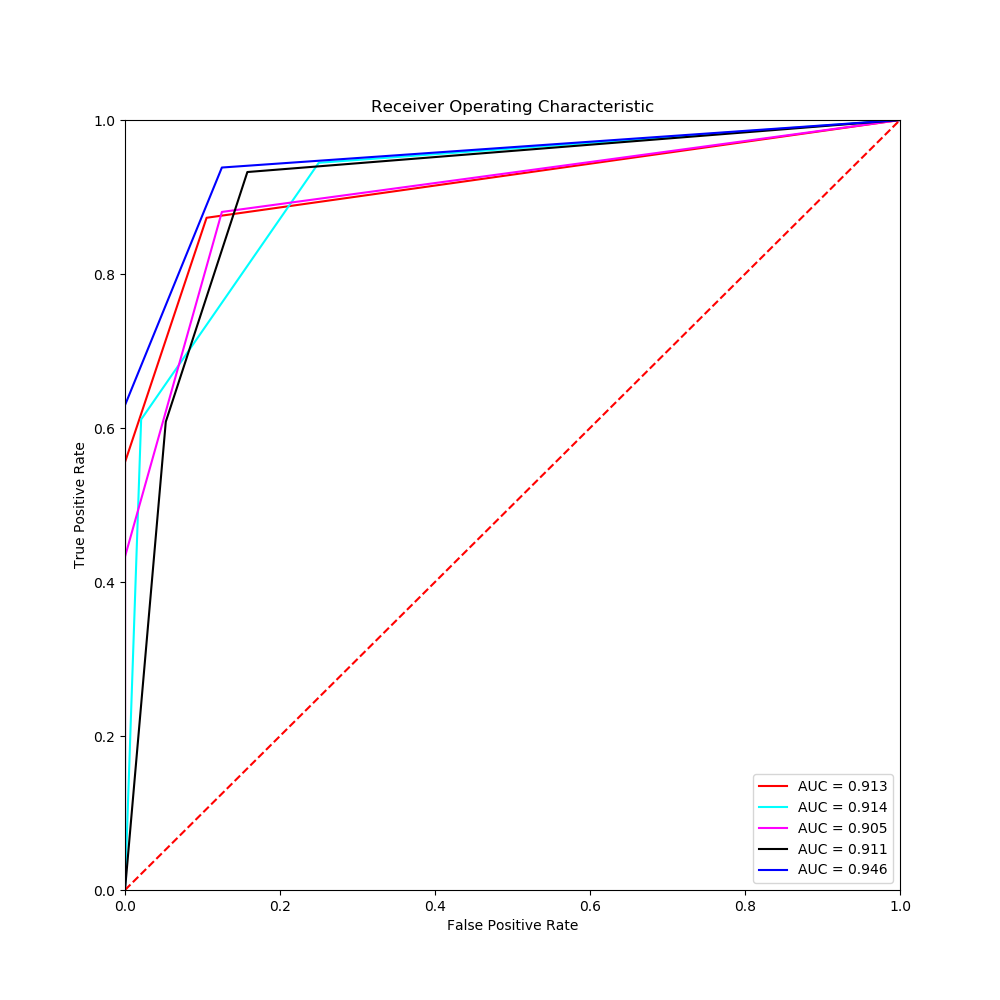 Receiver Operating Characteristic
1.0
0.8
0.6
0.4
0.2
0.0
True Positive Rate
0.0 0.2 0.4 0.6 0.8 1.0
False Positive Rate
AUC = 0.913
AUC = 0.914
AUC = 0.905
AUC = 0.911
AUC = 0.946